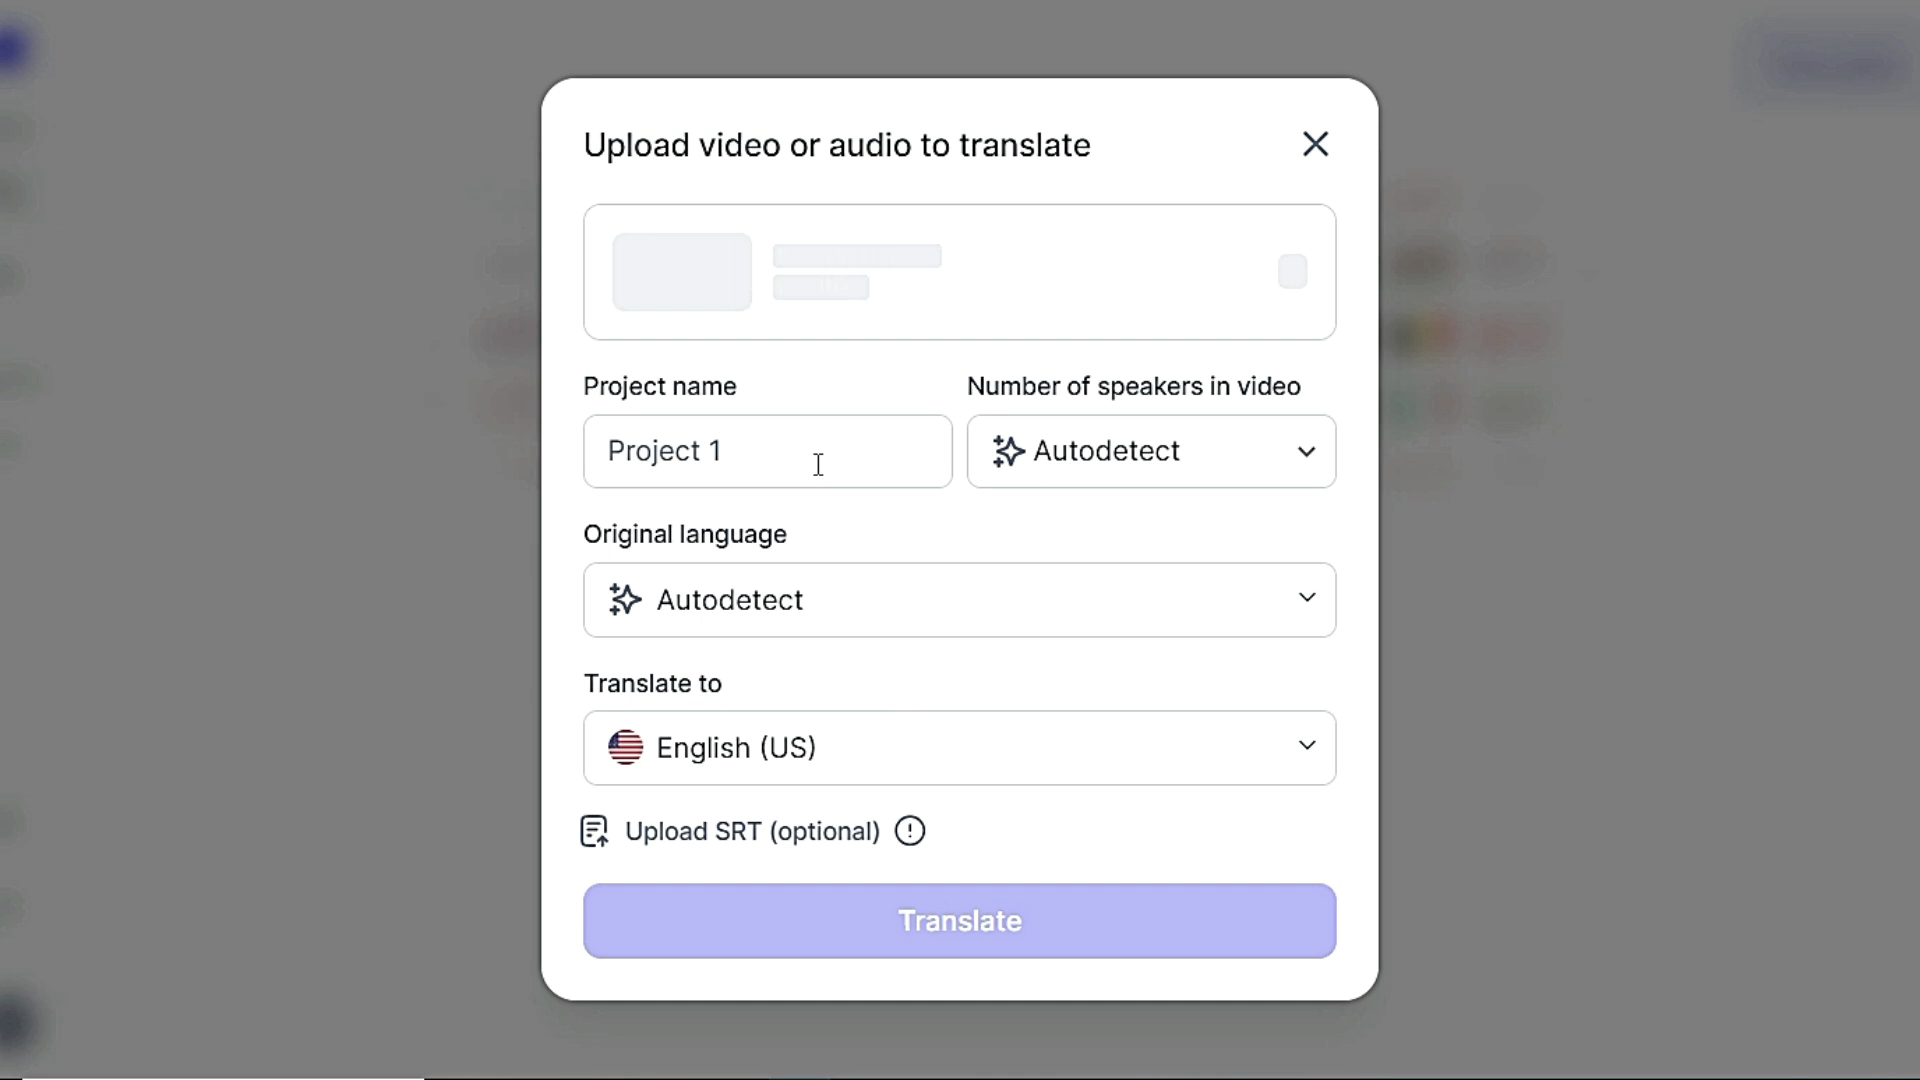 Upload video or audio to translate
Project name
Number of speakers in video
Project 1
Autodetect
Original language
Autodetect
Translate to
English (US)
Upload SRT (optional)
Translate